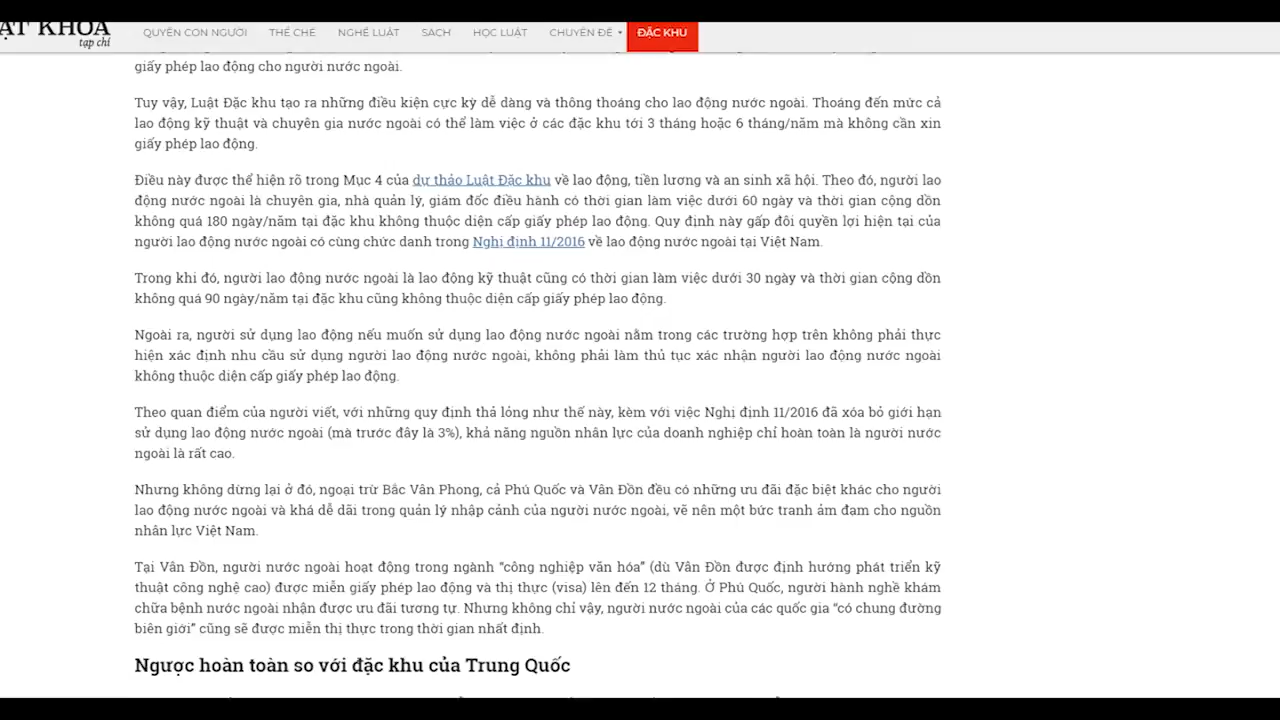 ẬT KHOA
tạp chí
QUYỀN CON NGƯỜI THỂ CHẾ NGHỀ LUẬT SÁCH HỌC LUẬT CHUYÊN ĐỀ ĐẶC KHU
giấy phép lao động cho người nước ngoài.
Tuy vậy, Luật Đặc khu tạo ra những điều kiện cực kỳ dễ dàng và thông thoáng cho lao động nước ngoài. Thoáng đến mức cả
lao động kỹ thuật và chuyên gia nước ngoài có thể làm việc ở các đặc khu tới 3 tháng hoặc 6 tháng/năm mà không cần xin
giấy phép lao động.
Điều này được thể hiện rõ trong Mục 4 của dự thảo Luật Đặc khu về lao động, tiền lương và an sinh xã hội. Theo đó, người lao
động nước ngoài là chuyên gia, nhà quản lý, giám đốc điều hành có thời gian làm việc dưới 60 ngày và thời gian cộng dồn
không quá 180 ngày/năm tại đặc khu không thuộc diện cấp giấy phép lao động. Quy định này gấp đôi quyền lợi hiện tại của
người lao động nước ngoài có cùng chức danh trong Nghị định 11/2016 về lao động nước ngoài tại Việt Nam.
Trong khi đó, người lao động nước ngoài là lao động kỹ thuật cũng có thời gian làm việc dưới 30 ngày và thời gian cộng dồn
không quá 90 ngày/năm tại đặc khu cũng không thuộc diện cấp giấy phép lao động.
Ngoài ra, người sử dụng lao động nếu muốn sử dụng lao động nước ngoài nằm trong các trường hợp trên không phải thực
hiện xác định nhu cầu sử dụng người lao động nước ngoài, không phải làm thủ tục xác nhận người lao động nước ngoài
không thuộc diện cấp giấy phép lao động.
Theo quan điểm của người viết, với những quy định thả lỏng như thế này, kèm với việc Nghị định 11/2016 đã xóa bỏ giới hạn
sử dụng lao động nước ngoài (mà trước đây là 3%), khả năng nguồn nhân lực của doanh nghiệp chỉ hoàn toàn là người nước
ngoài là rất cao.
Nhưng không dừng lại ở đó, ngoại trừ Bắc Vân Phong, cả Phú Quốc và Vân Đồn đều có những ưu đãi đặc biệt khác cho người
lao động nước ngoài và khá dễ dãi trong quản lý nhập cảnh của người nước ngoài, vẽ nên một bức tranh ảm đạm cho nguồn
nhân lực Việt Nam.
Tại Vân Đồn, người nước ngoài hoạt động trong ngành “công nghiệp văn hóa” (dù Vân Đồn được định hướng phát triển kỹ
thuật công nghệ cao) được miễn giấy phép lao động và thị thực (visa) lên đến 12 tháng. Ở Phú Quốc, người hành nghề khám
chữa bệnh nước ngoài nhận được ưu đãi tương tự. Nhưng không chỉ vậy, người nước ngoài của các quốc gia “có chung đường
biên giới” cũng sẽ được miễn thị thực trong thời gian nhất định.
Ngược hoàn toàn so với đặc khu của Trung Quốc